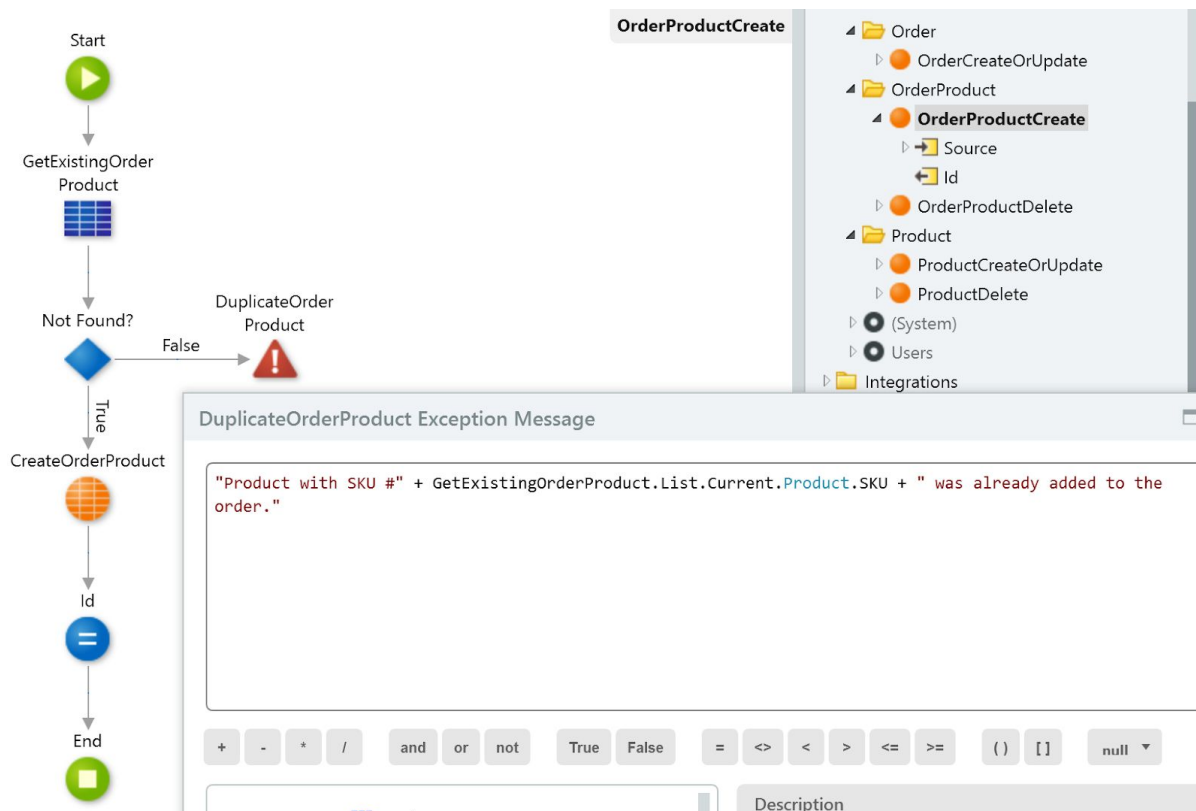 Start
GetExistingOrder
Product
Not Found?
False
DuplicateOrder
Product
True
CreateOrderProduct
Id
End
OrderProductCreate
Order
OrderCreateOrUpdate
OrderProduct
OrderProductCreate
Source
Id
OrderProductDelete
Product
ProductCreateOrUpdate
ProductDelete
(System)
Users
Integrations
DuplicateOrderProduct Exception Message
"Product with SKU #" + GetExistingOrderProduct.List.Current.Product.SKU + " was already added to the
order."
+ - * / and or not True False = <> < > <= >= ( ) [ ] null
Description